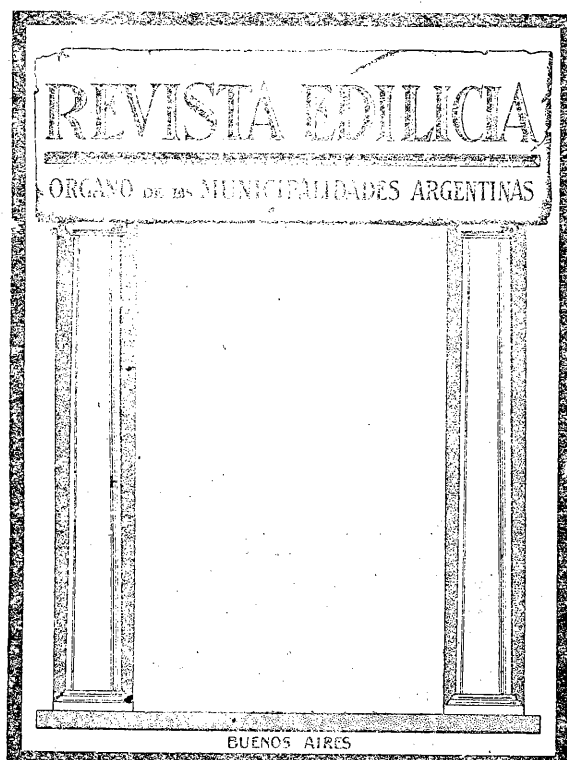 REVISTA EDILICIA
ORGANO DE las MUNICIPALIDADES ARGENTINAS
BUENOS AIRES